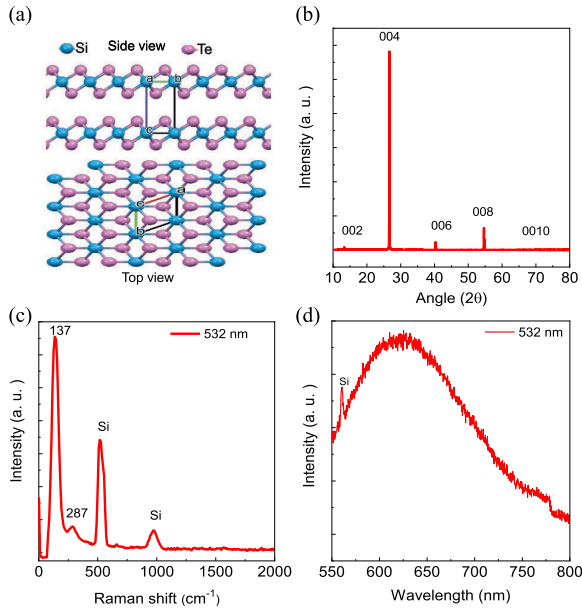 (a)
Si
Side view
Te
a
b
c
a
c
b
Top view
(b)
Intensity (a. u. )
004
002
006
008
0010
10 20 30 40 50 60 70 80
Angle (2θ)
(c)
Intensity (a. u. )
137
532 nm
Si
287
Si
0 500 1000 1500 2000
Raman shift (cm⁻¹)
(d)
Intensity (a. u. )
532 nm
Si
550 600 650 700 750 800
Wavelength (nm)